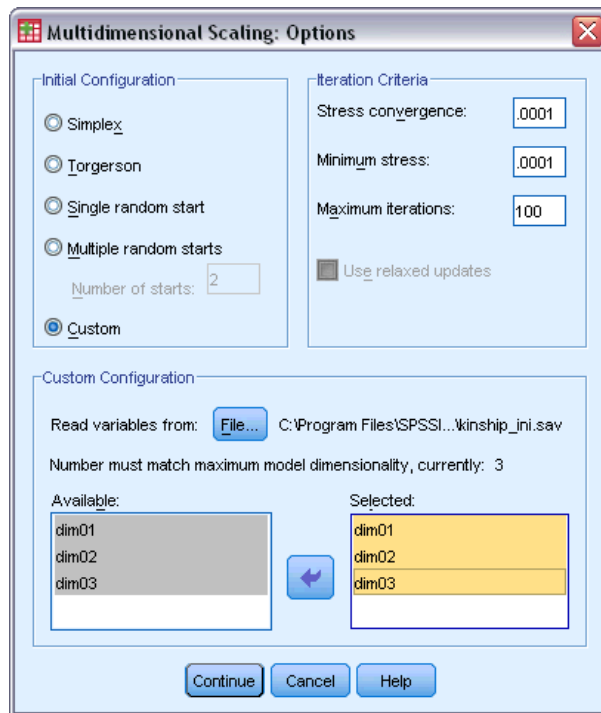 Multidimensional Scaling: Options
Initial Configuration
Simplex
Torgerson
Single random start
Multiple random starts
Number of starts: 2
Custom
Iteration Criteria
Stress convergence: .0001
Minimum stress: .0001
Maximum iterations: 100
Use relaxed updates
Custom Configuration
Read variables from: File... C:\Program Files\SPSSI...\kinship_ini.sav
Number must match maximum model dimensionality, currently: 3
Available:
dim01
dim02
dim03
Selected:
dim01
dim02
dim03
Continue Cancel Help